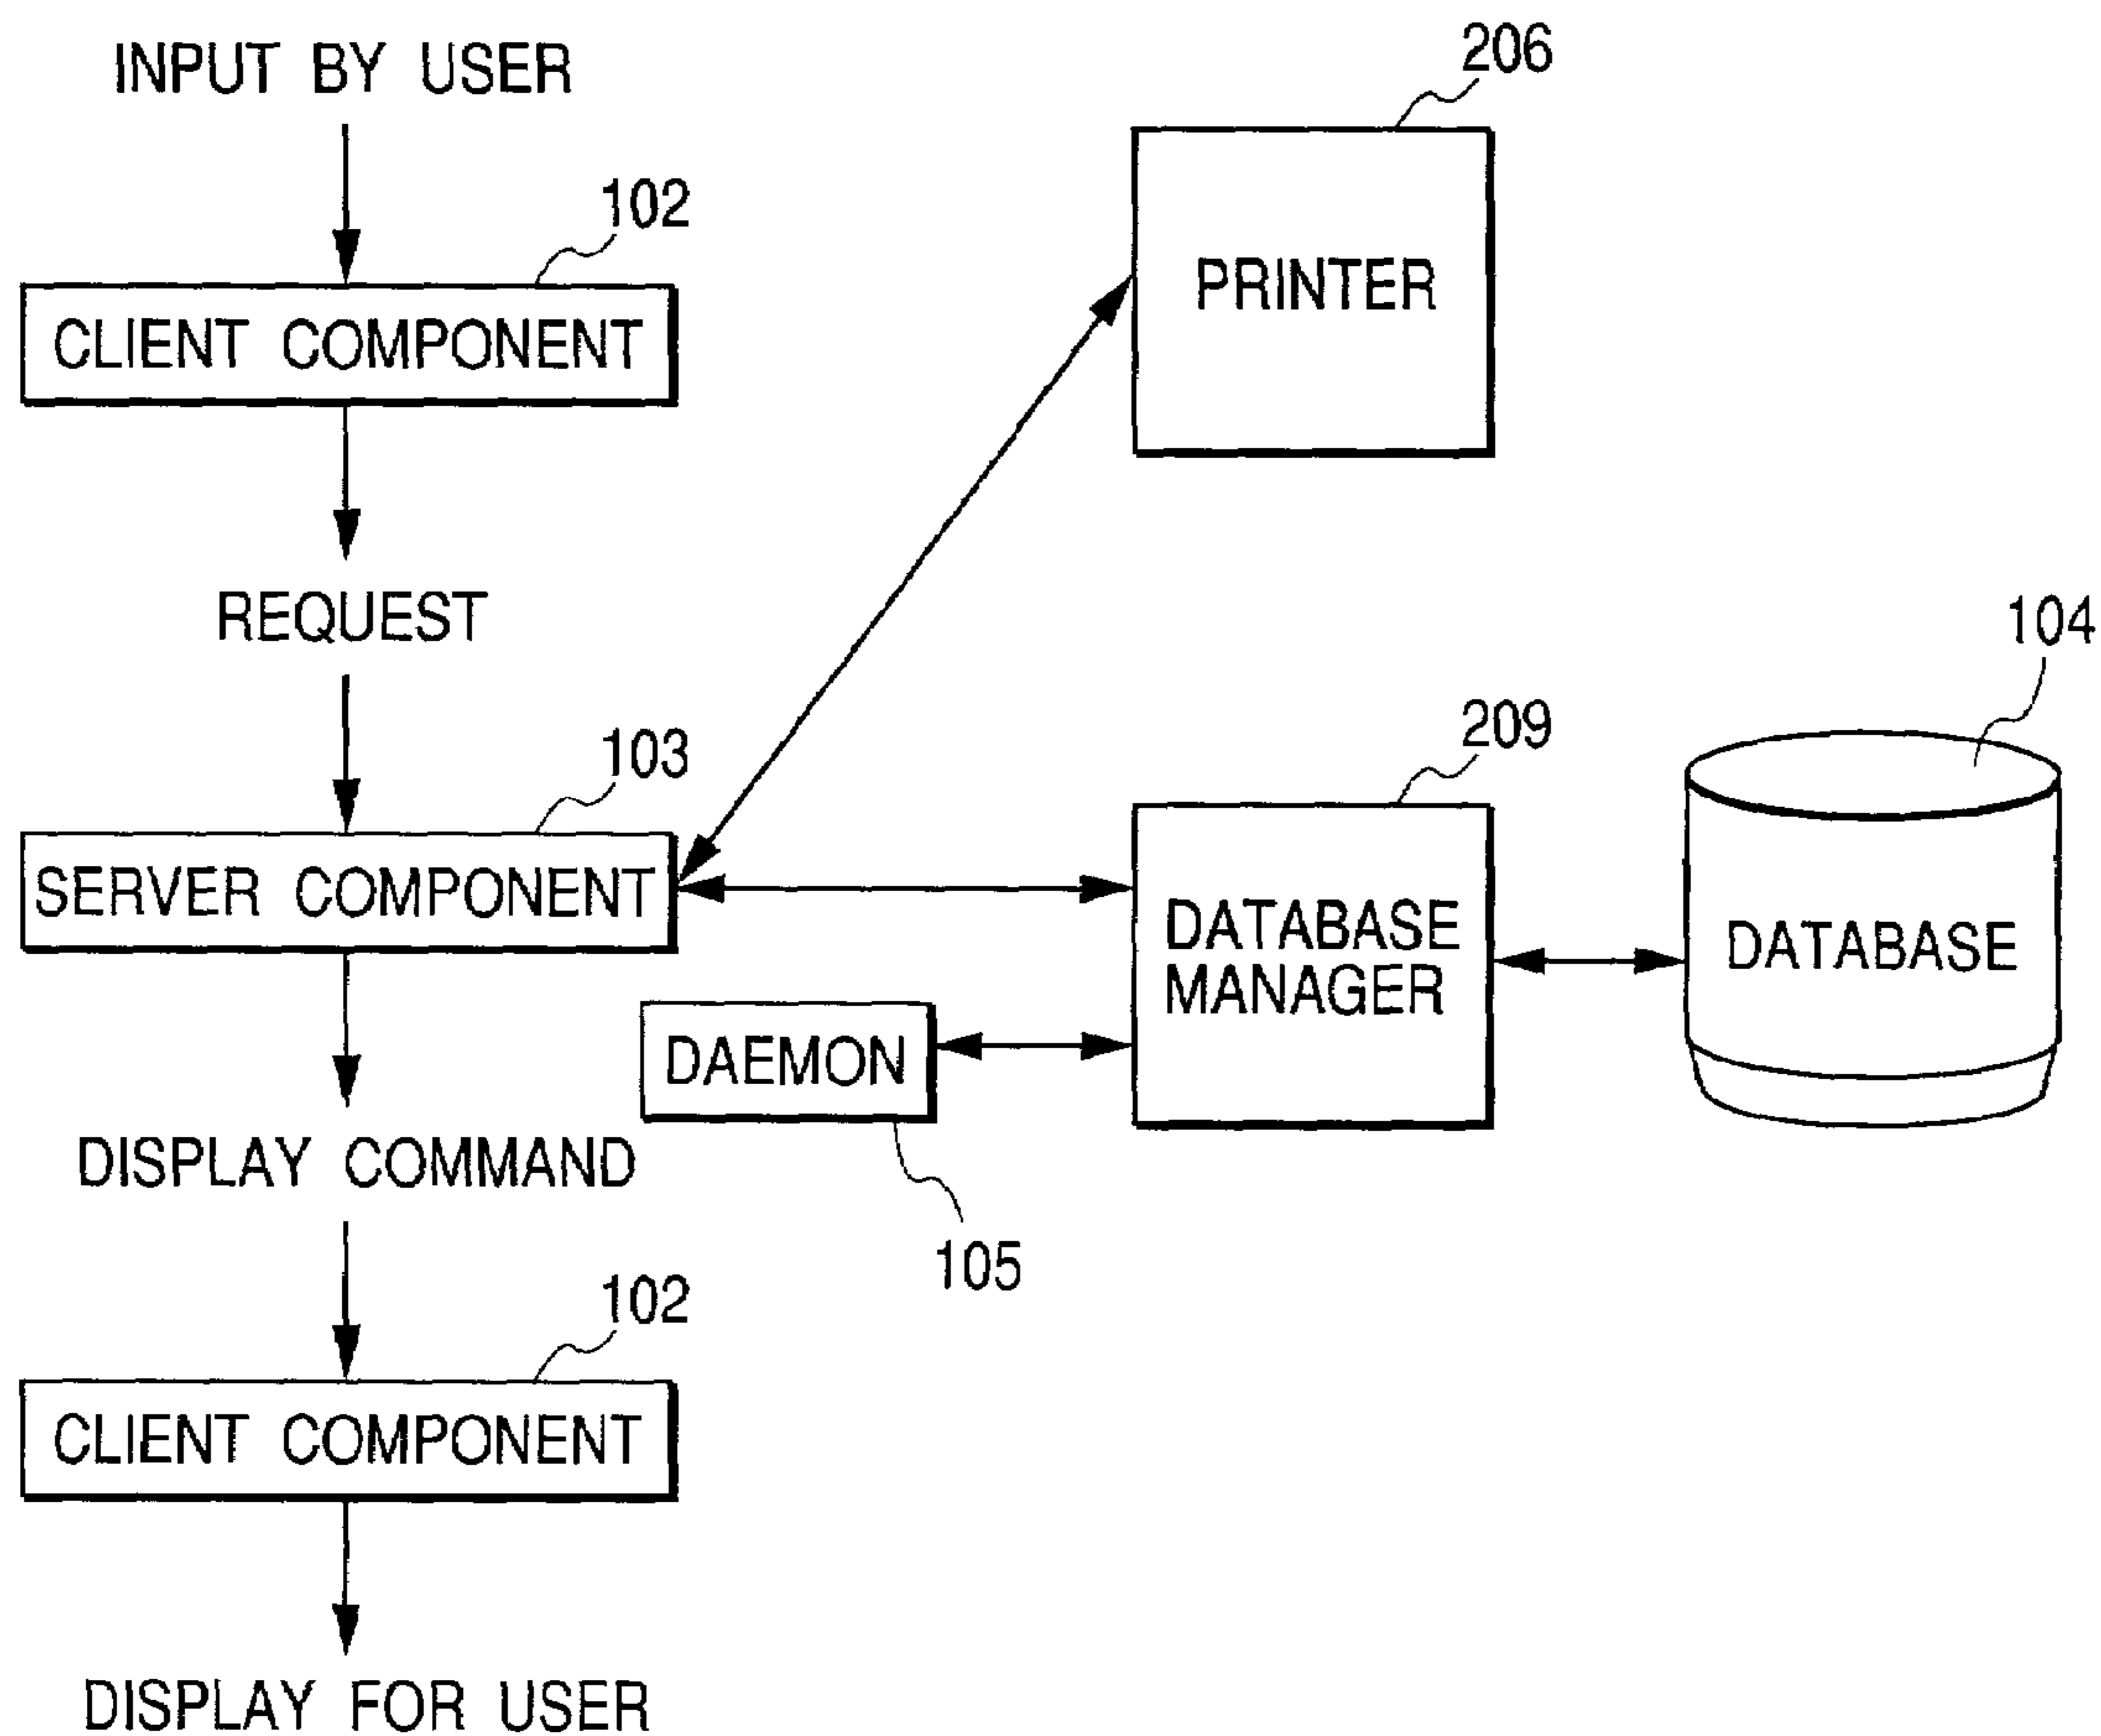 INPUT BY USER
206
102
PRINTER
CLIENT COMPONENT
REQUEST
104
209
103
SERVER COMPONENT
DATABASE
MANAGER
DATABASE
DAEMON
DISPLAY COMMAND
105
102
CLIENT COMPONENT
DISPLAY FOR USER